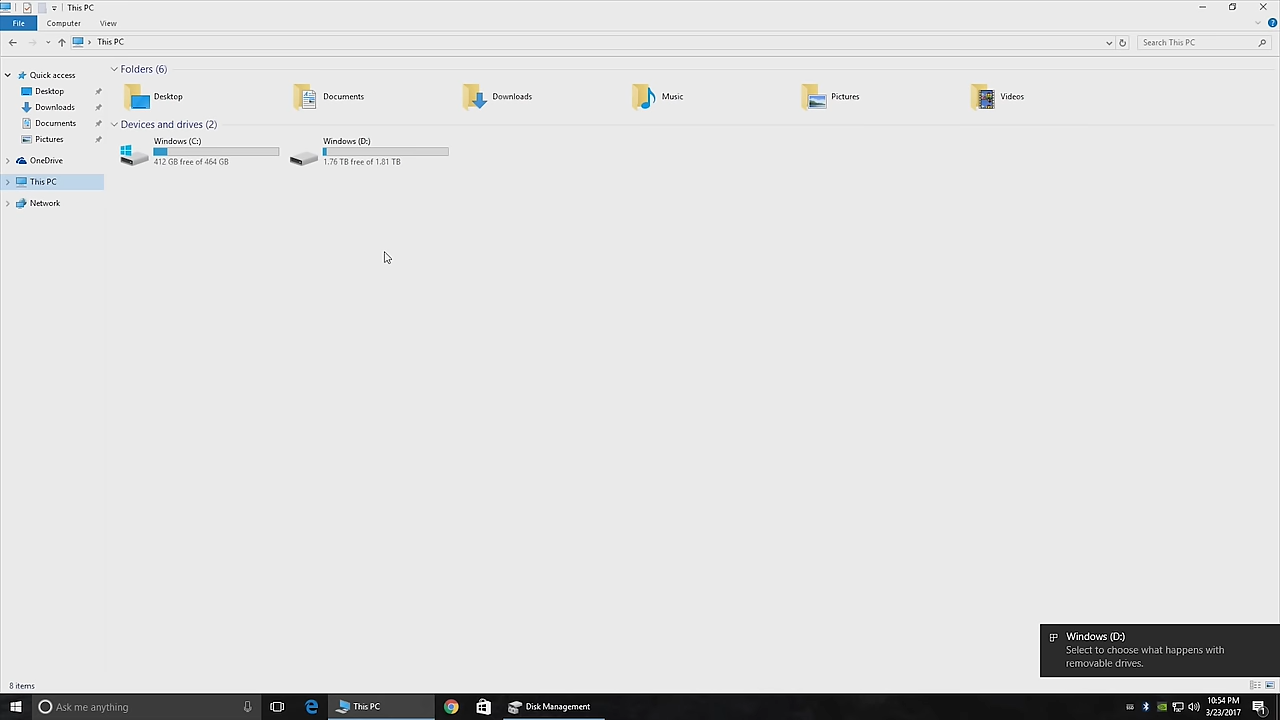 This PC
File Computer View
This PC Search This PC
Quick access
Desktop
Downloads
Documents
Pictures
OneDrive
This PC
Network
Folders (6)
Desktop Documents Downloads Music Pictures Videos
Devices and drives (2)
Windows (C:)
412 GB free of 464 GB
Windows (D:)
1.76 TB free of 1.81 TB
Windows (D:)
Select to choose what happens with
removable drives.
8 items
Ask me anything This PC Disk Management
10:54 PM
3/23/2017